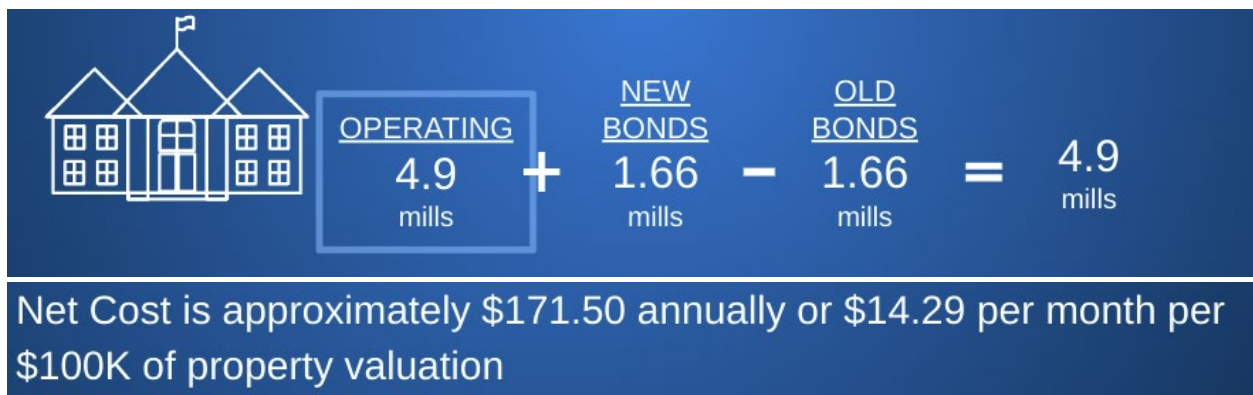 OPERATING
4.9
mills
+
NEW
BONDS
1.66
mills
-
OLD
BONDS
1.66
mills
=
4.9
mills
Net Cost is approximately $171.50 annually or $14.29 per month per
$100K of property valuation